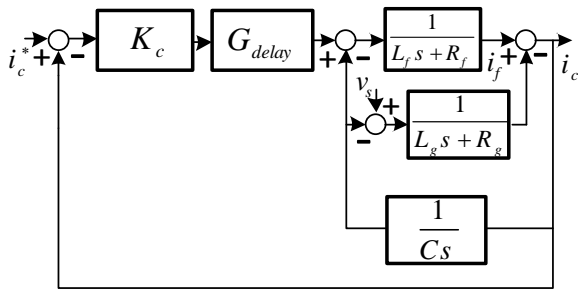 i_c^* + - K_c G_delay + - 1/(L_f s + R_f) i_f + - i_c
v_s + - 1/(L_g s + R_g)
1/(Cs)